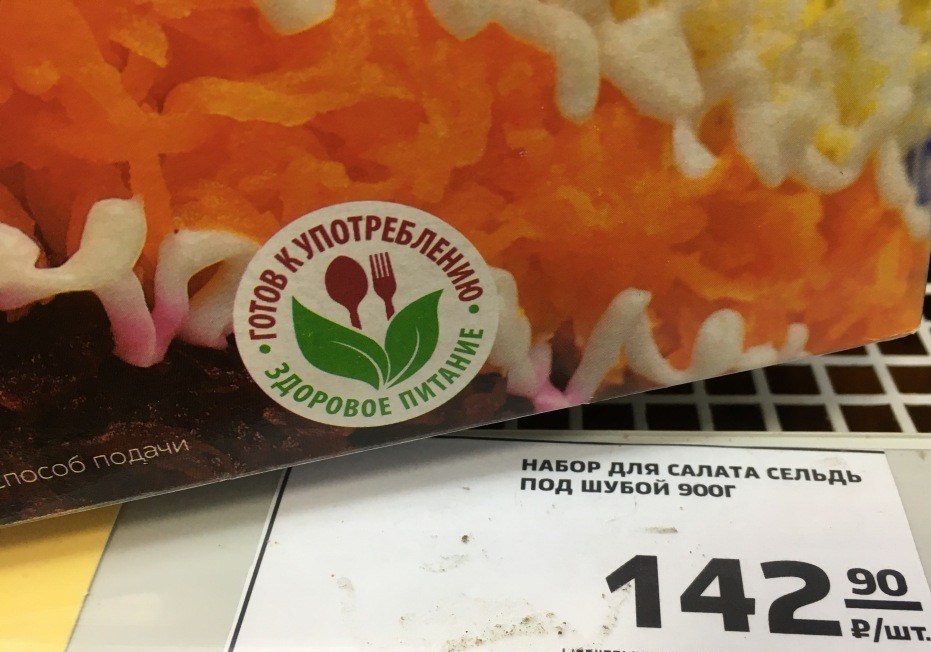 ГОТОВ К УПОТРЕБЛЕНИЮ
ЗДОРОВОЕ ПИТАНИЕ
способ подачи
НАБОР ДЛЯ САЛАТА СЕЛЬДЬ
ПОД ШУБОЙ 900Г
142 90
₽/шт.